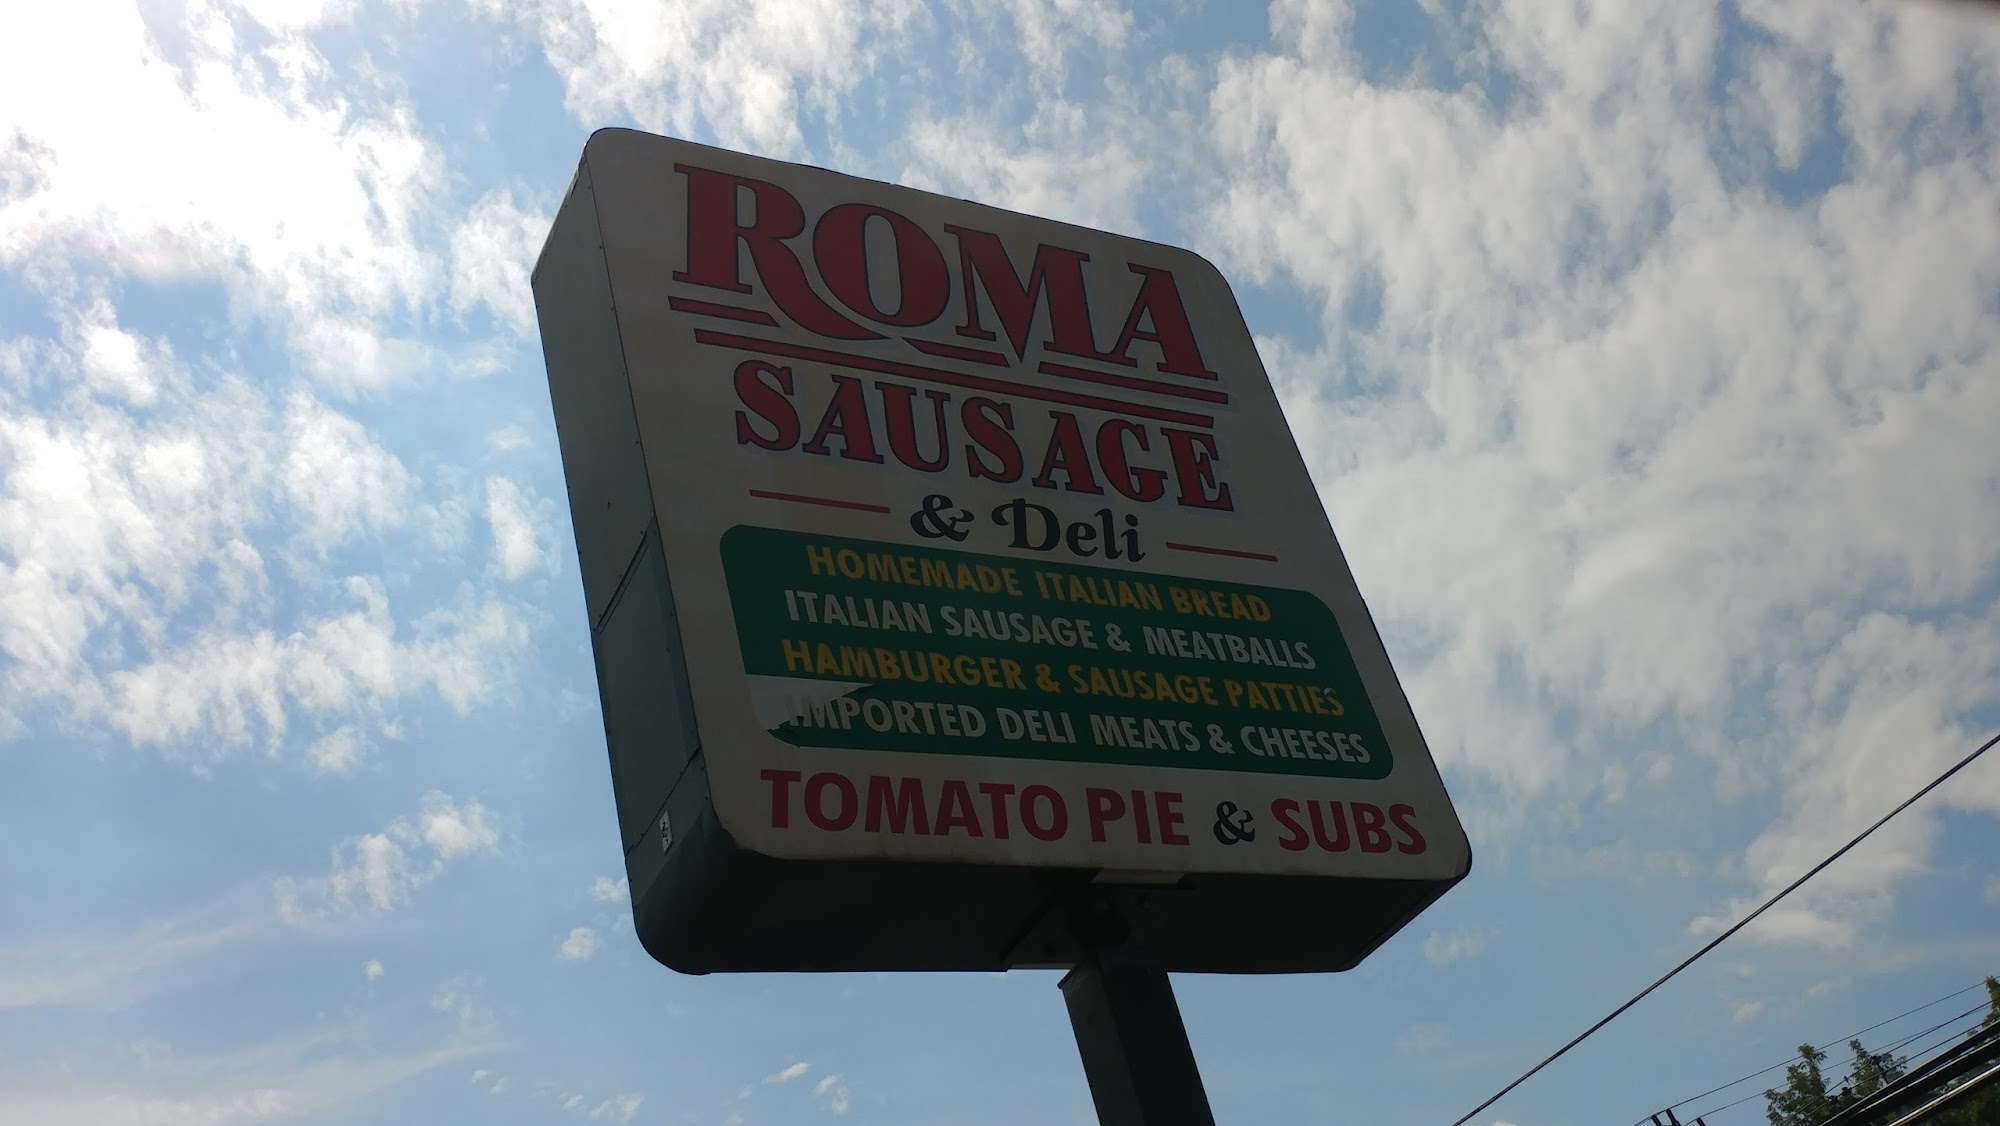 ROMA
SAUSAGE
& Deli
HOMEMADE ITALIAN BREAD
ITALIAN SAUSAGE & MEATBALLS
HAMBURGER & SAUSAGE PATTIES
IMPORTED DELI MEATS & CHEESES
TOMATO PIE & SUBS